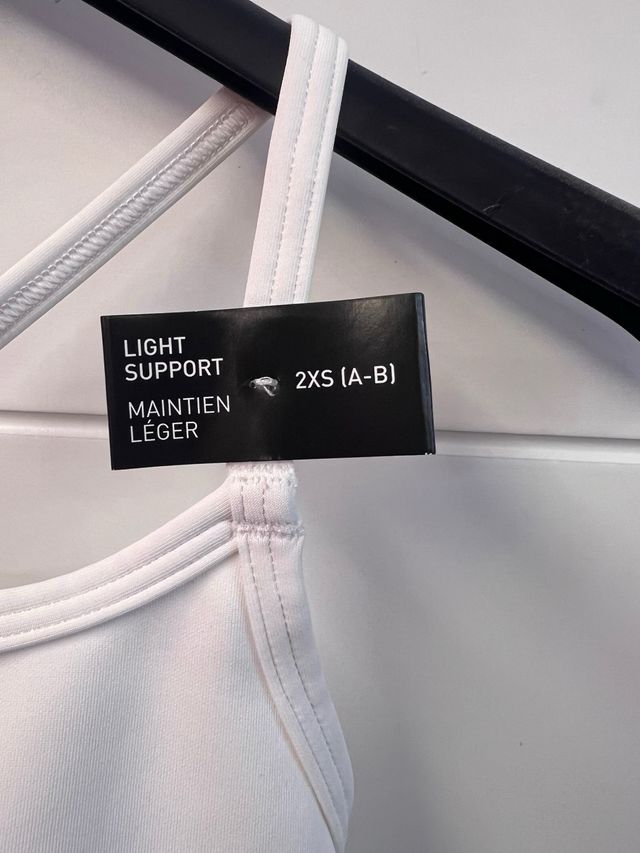 LIGHT
SUPPORT
MAINTIEN
LÉGER
2XS (A-B)